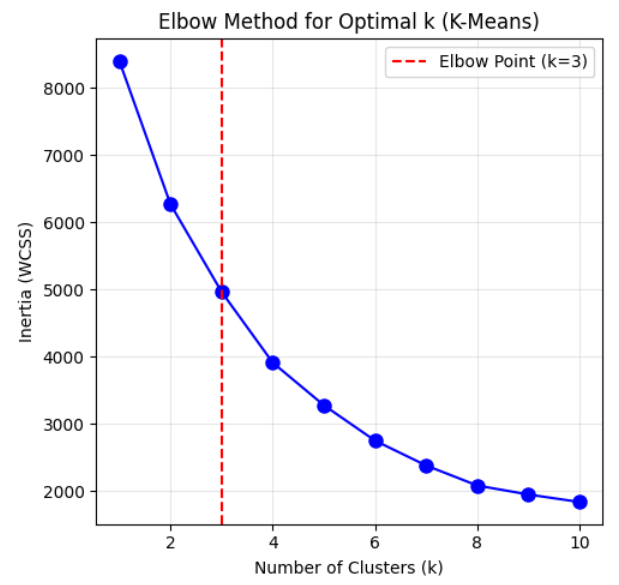 Elbow Method for Optimal k (K-Means)
Elbow Point (k=3)
8000
7000
6000
5000
4000
3000
2000
Inertia (WCSS)
2 4 6 8 10
Number of Clusters (k)